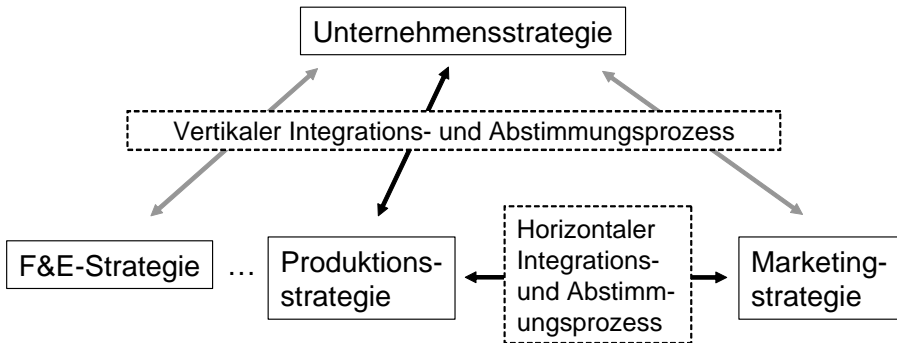 Unternehmensstrategie
Vertikaler Integrations- und Abstimmungsprozess
F&E-Strategie
...
Produktions-
strategie
Horizontaler
Integrations-
und Abstimm-
ungsprozess
Marketing-
strategie